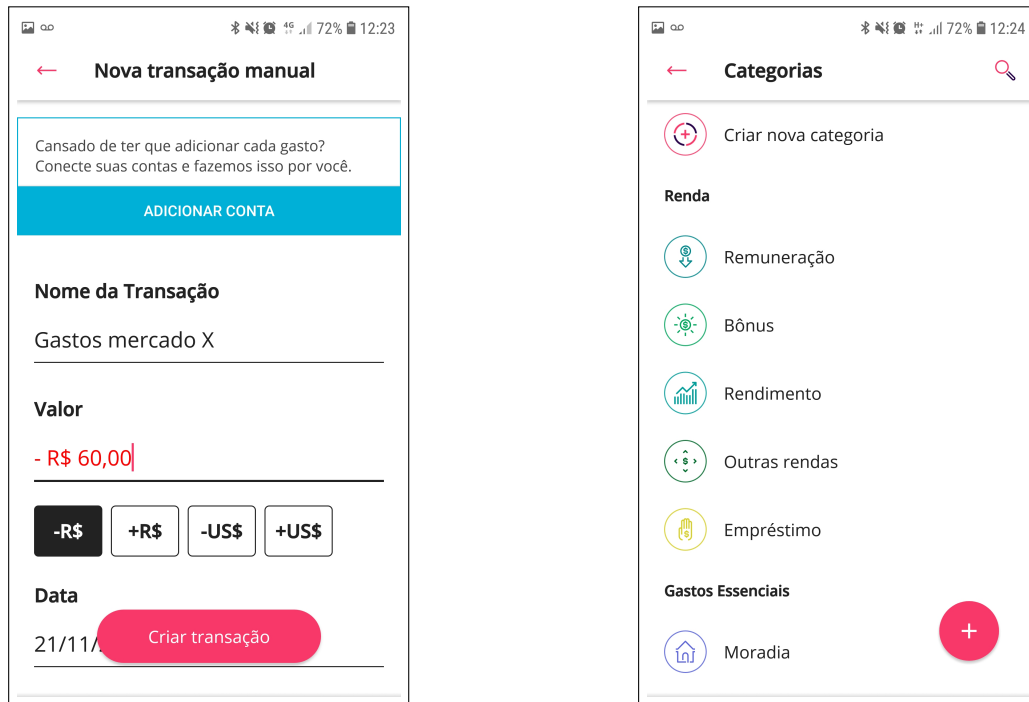 4G 72% 12:23
Nova transação manual
Cansado de ter que adicionar cada gasto?
Conecte suas contas e fazemos isso por você.
ADICIONAR CONTA
Nome da Transação
Gastos mercado X
Valor
- R$ 60,00
-R$ +R$ -US$ +US$
Data
21/11/
Criar transação
H+ 72% 12:24
Categorias
Criar nova categoria
Renda
Remuneração
Bônus
Rendimento
Outras rendas
Empréstimo
Gastos Essenciais
Moradia